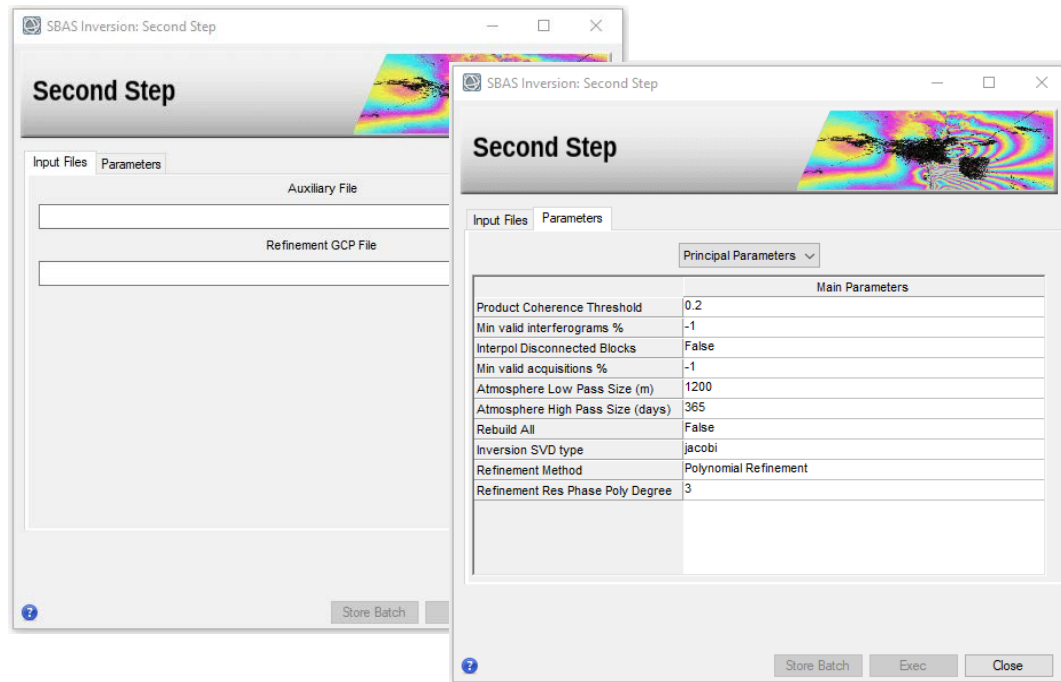 SBAS Inversion: Second Step
Second Step
Input Files Parameters
Auxiliary File
Refinement GCP File
Store Batch
SBAS Inversion: Second Step
Second Step
Input Files Parameters
Principal Parameters
Main Parameters
Product Coherence Threshold 0.2
Min valid interferograms % -1
Interpol Disconnected Blocks False
Min valid acquisitions % -1
Atmosphere Low Pass Size (m) 1200
Atmosphere High Pass Size (days) 365
Rebuild All False
Inversion SVD type jacobi
Refinement Method Polynomial Refinement
Refinement Res Phase Poly Degree 3
Store Batch Exec Close